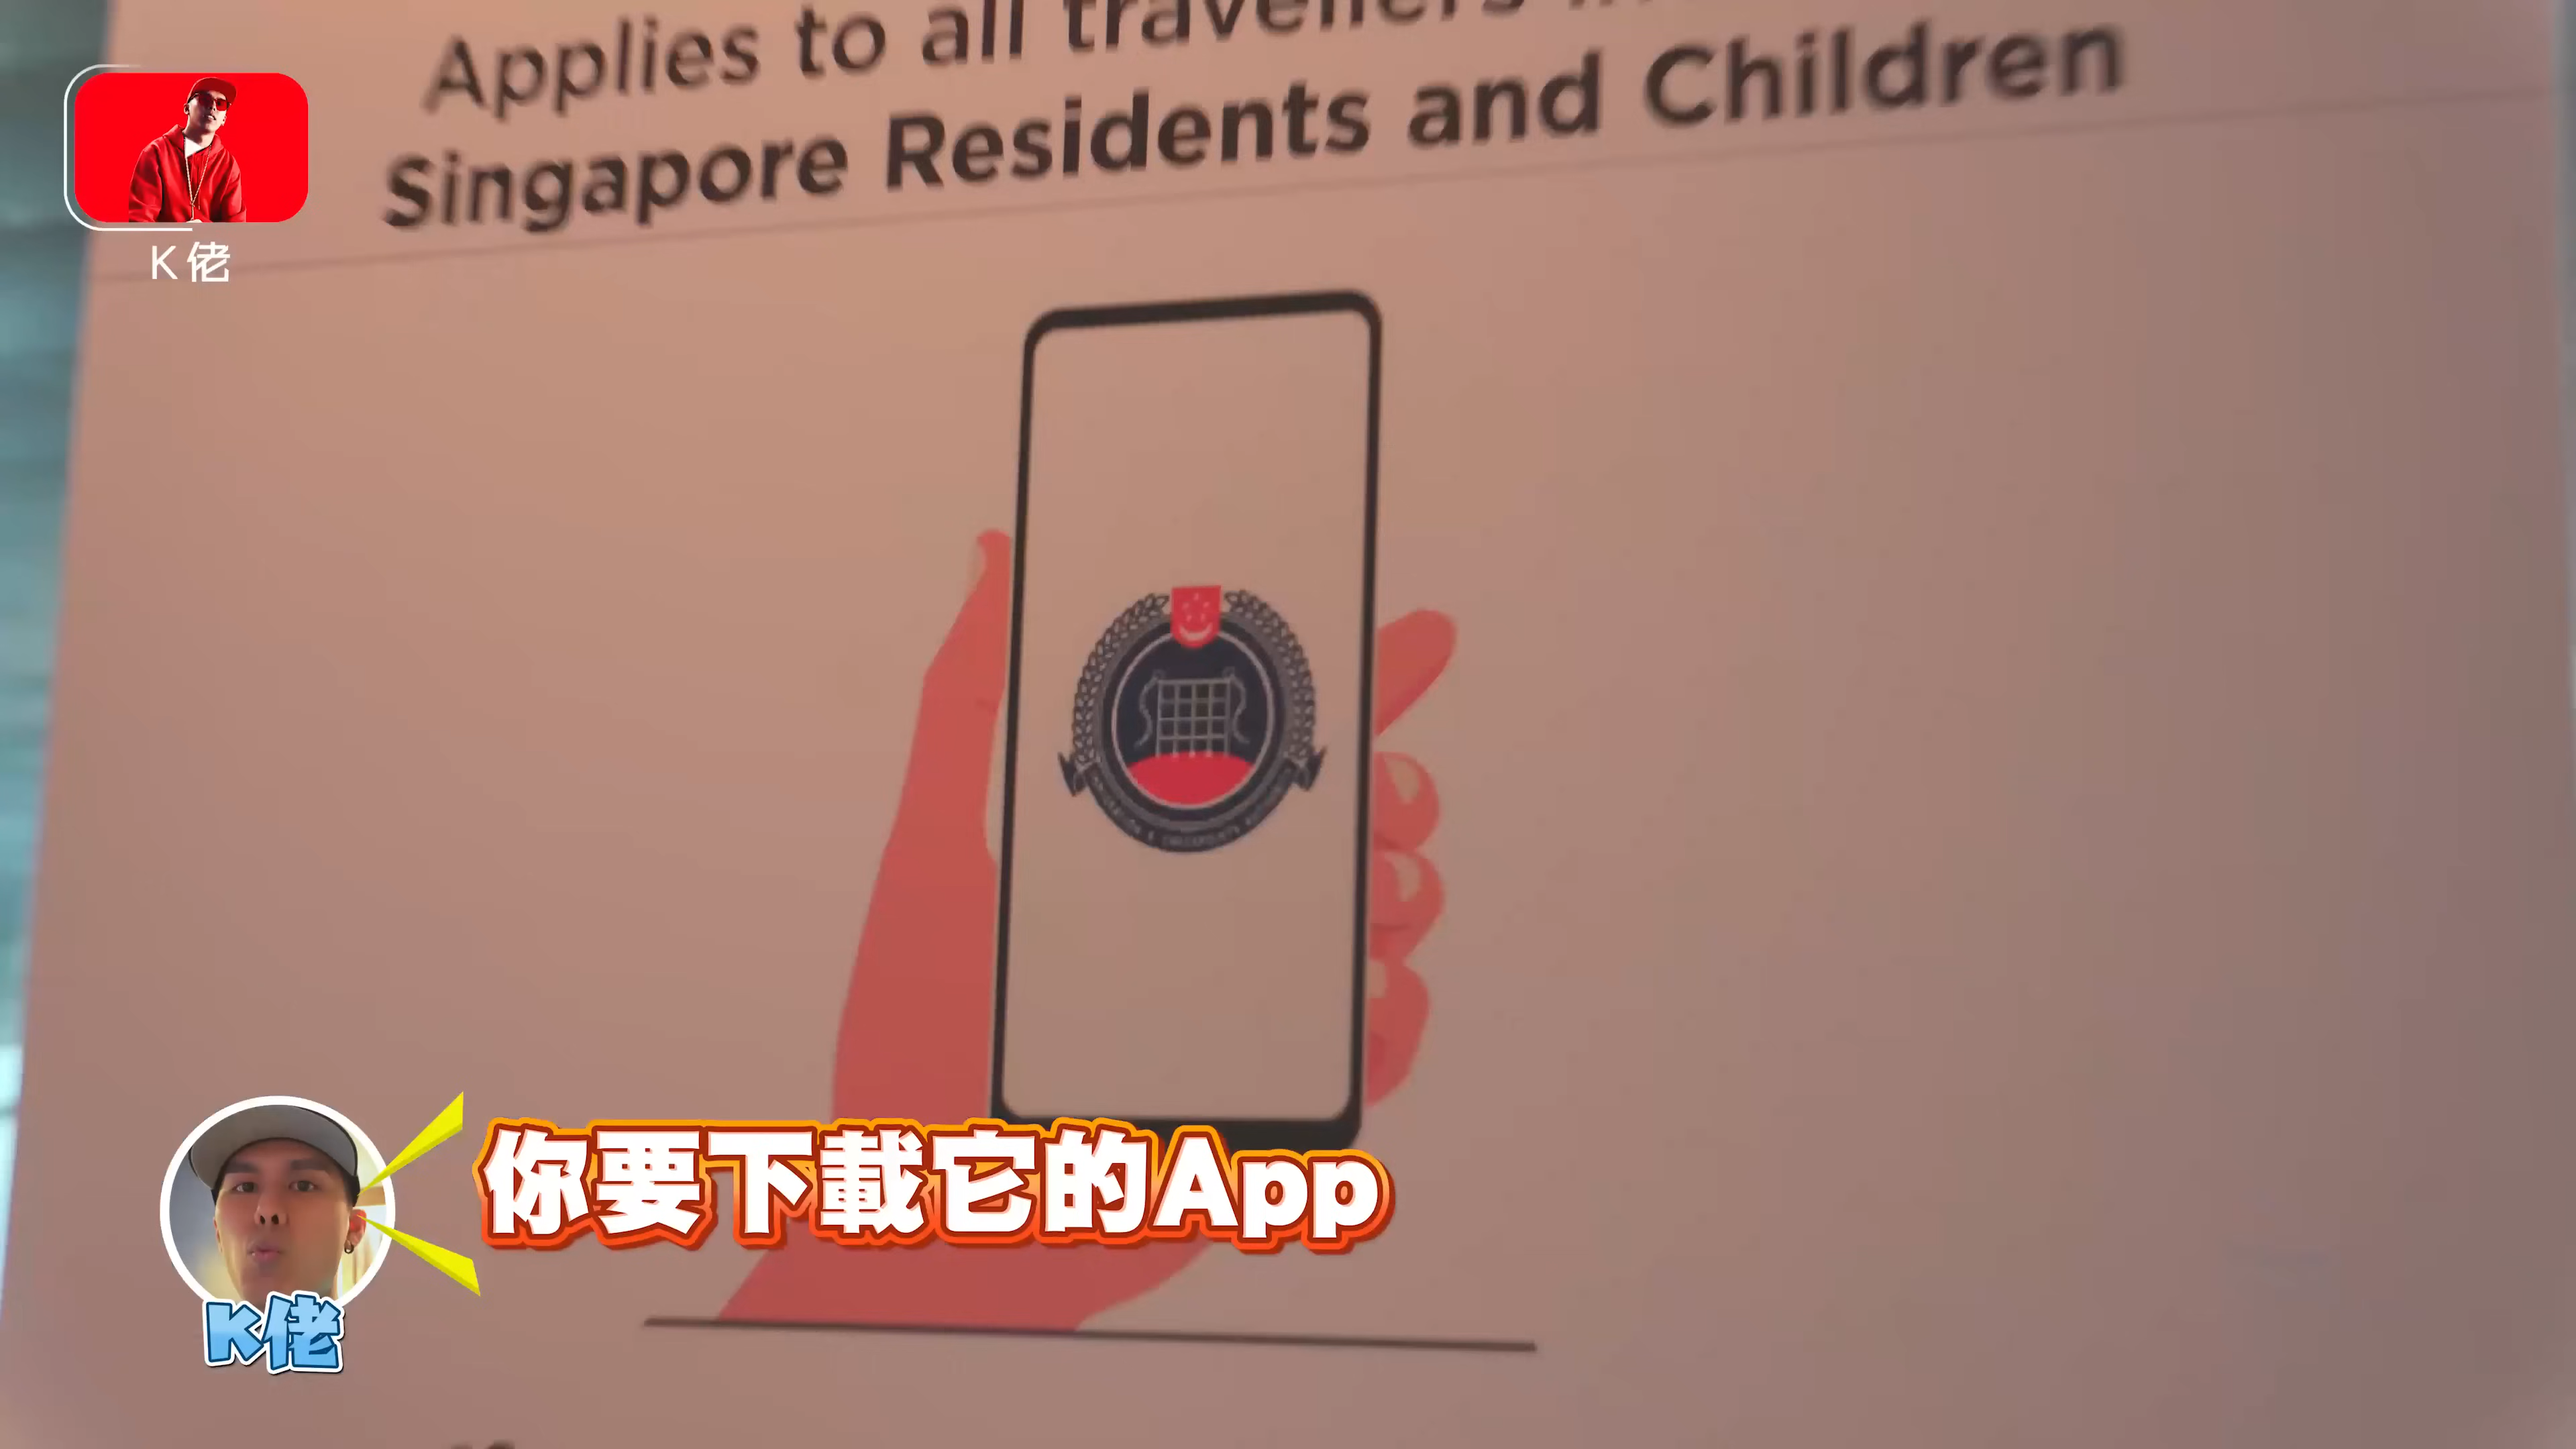 Applies to all travellers
Singapore Residents and Children
K佬
你要下載它的App
K佬